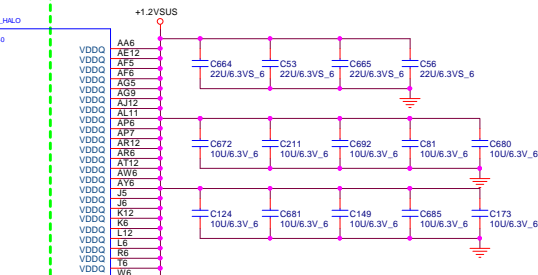 +1.2VSUS
_HALO
VDDQ AA6
VDDQ AE12
VDDQ AF5
VDDQ AF6
VDDQ AG5
VDDQ AG9
VDDQ AJ12
VDDQ AL11
VDDQ AP6
VDDQ AP7
VDDQ AR12
VDDQ AR6
VDDQ AT12
VDDQ AW6
VDDQ AY6
VDDQ J5
VDDQ J6
VDDQ K12
VDDQ K6
VDDQ L12
VDDQ L6
VDDQ R6
VDDQ T6
VDDQ W6
C664 C53 C665 C56
22U/6.3VS_6 22U/6.3VS_6 22U/6.3VS_6 22U/6.3VS_6
C672 C211 C692 C81 C680
10U/6.3V_6 10U/6.3V_6 10U/6.3V_6 10U/6.3V_6 10U/6.3V_6
C124 C681 C149 C685 C173
10U/6.3V_6 10U/6.3V_6 10U/6.3V_6 10U/6.3V_6 10U/6.3V_6